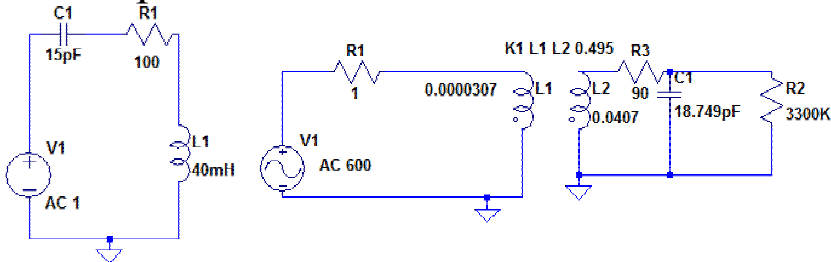 C1
R1
15pF
100
V1
AC 1
L1
40mH
R1
1
0.0000307
K1 L1 L2 0.495
L1
L2
0.0407
R3
90
C1
18.749pF
R2
3300K
V1
AC 600